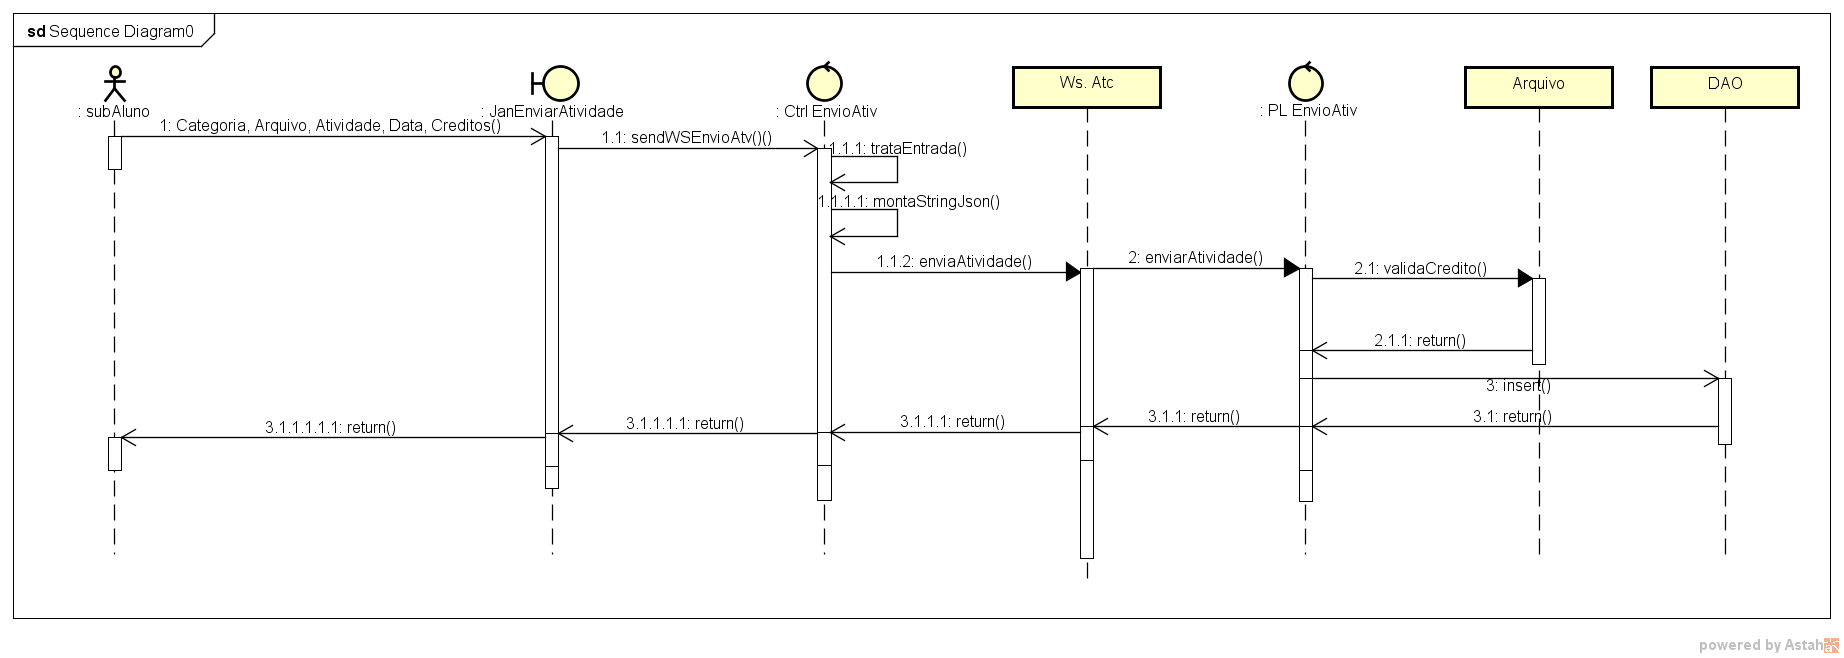 sd Sequence Diagram0
: subAluno
: JanEnviarAtividade
: Ctrl EnvioAtiv
Ws. Atc
: PL EnvioAtiv
Arquivo
DAO
1: Categoria, Arquivo, Atividade, Data, Creditos()
1.1: sendWSEnvioAtv()()
1.1.1: trataEntrada()
1.1.1.1: montaStringJson()
1.1.2: enviaAtividade()
2: enviarAtividade()
2.1: validaCredito()
2.1.1: return()
3: insert()
3.1: return()
3.1.1: return()
3.1.1.1: return()
3.1.1.1.1: return()
3.1.1.1.1.1: return()
powered by Astah